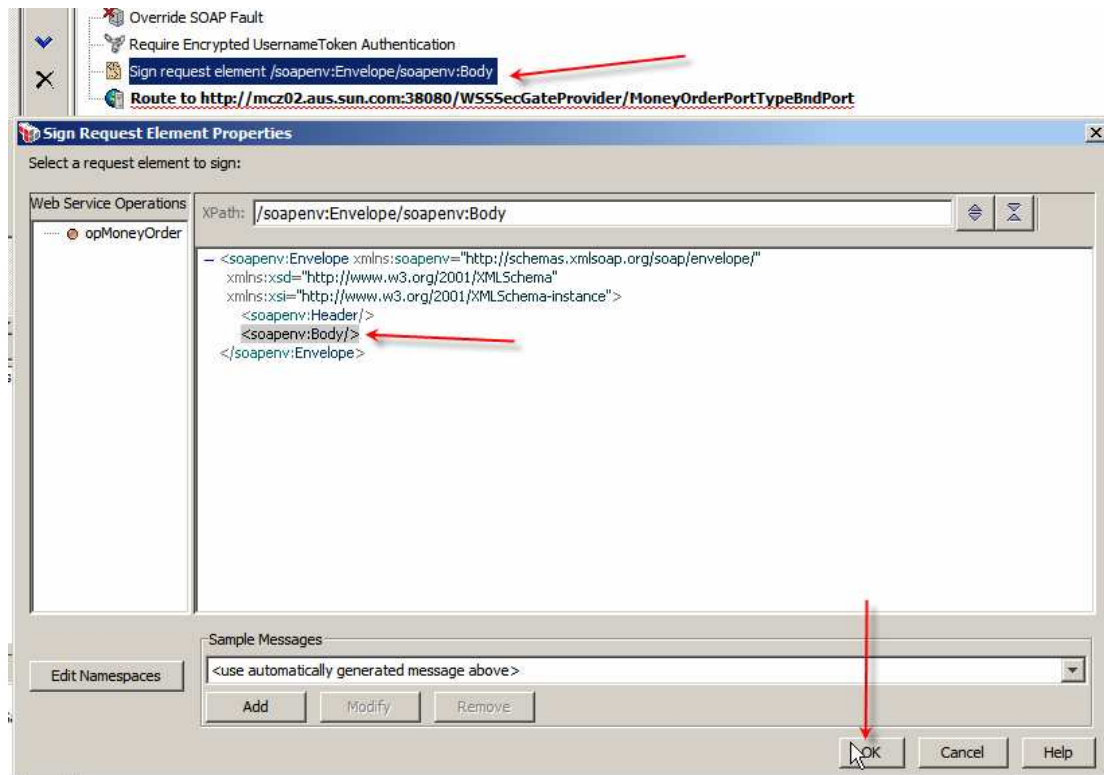 Override SOAP Fault
Require Encrypted UsernameToken Authentication
Sign request element /soapenv:Envelope/soapenv:Body
Route to http://mcz02.aus.sun.com:38080/WSSSecGateProvider/MoneyOrderPortTypeBndPort
Sign Request Element Properties
Select a request element to sign:
Web Service Operations
opMoneyOrder
XPath: /soapenv:Envelope/soapenv:Body
<soapenv:Envelope xmlns:soapenv="http://schemas.xmlsoap.org/soap/envelope/"
xmlns:xsd="http://www.w3.org/2001/XMLSchema"
xmlns:xsi="http://www.w3.org/2001/XMLSchema-instance">
<soapenv:Header/>
<soapenv:Body/>
</soapenv:Envelope>
Sample Messages
Edit Namespaces
<use automatically generated message above>
Add Modify Remove
OK Cancel Help